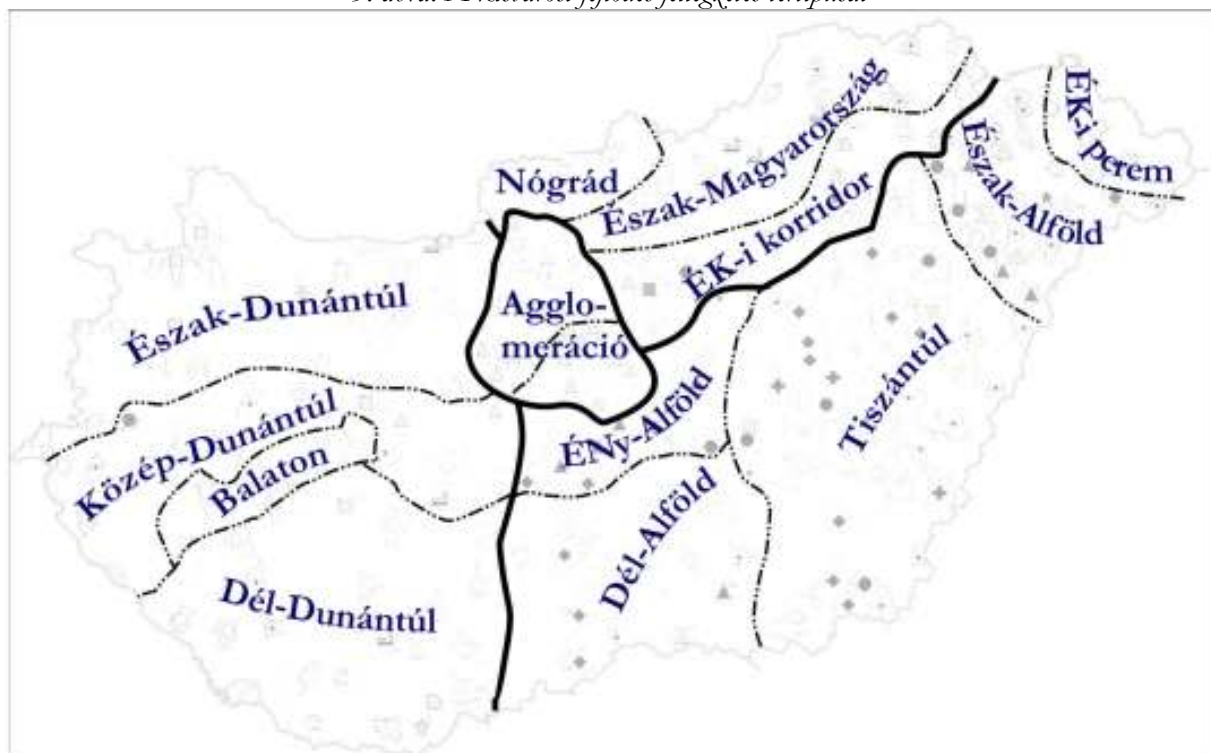 Nógrád
Észak-Magyarország
ÉK-i perem
Észak-Alföld
ÉK-i korridor
Agglo-
meráció
Észak-Dunántúl
Közép-Dunántúl
Balaton
ÉNy-Alföld
Tiszántúl
Dél-Alföld
Dél-Dunántúl